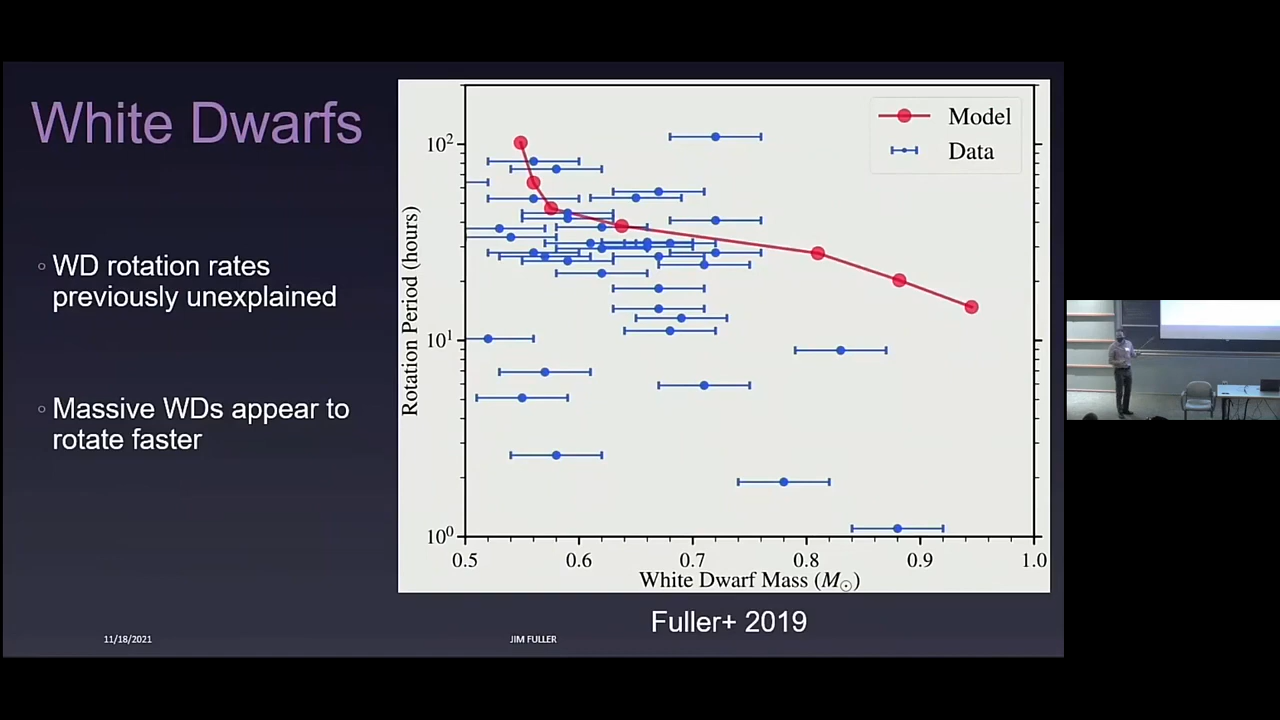 White Dwarfs
◦ WD rotation rates
previously unexplained
◦ Massive WDs appear to
rotate faster
Model
Data
Rotation Period (hours)
10²
10¹
10⁰
0.5 0.6 0.7 0.8 0.9 1.0
White Dwarf Mass (M☉)
Fuller+ 2019
11/18/2021
JIM FULLER